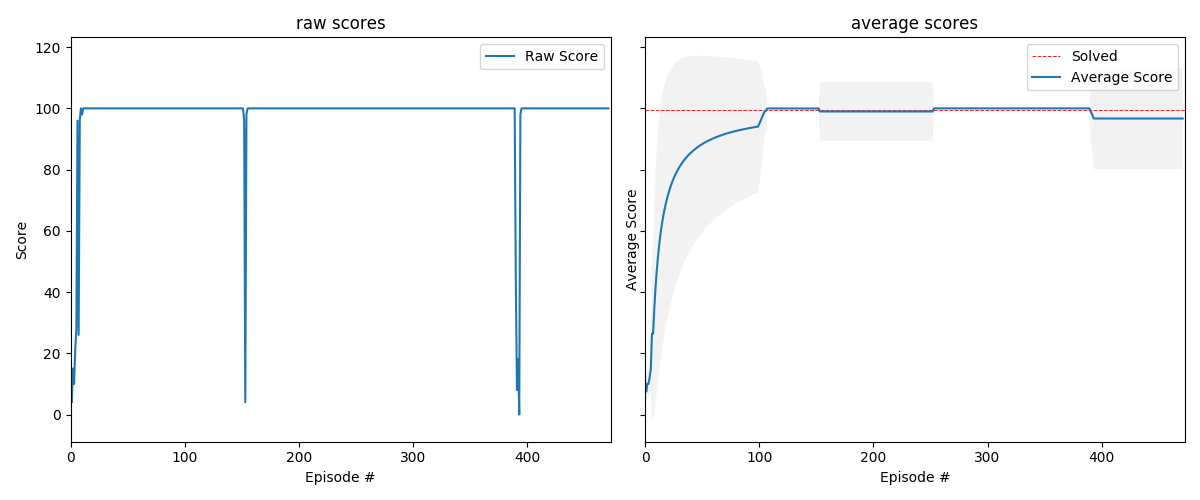 raw scores
120
100
80
60
40
20
0
Score
Raw Score
0 100 200 300 400
Episode #
average scores
Solved
Average Score
Average Score
0 100 200 300 400
Episode #